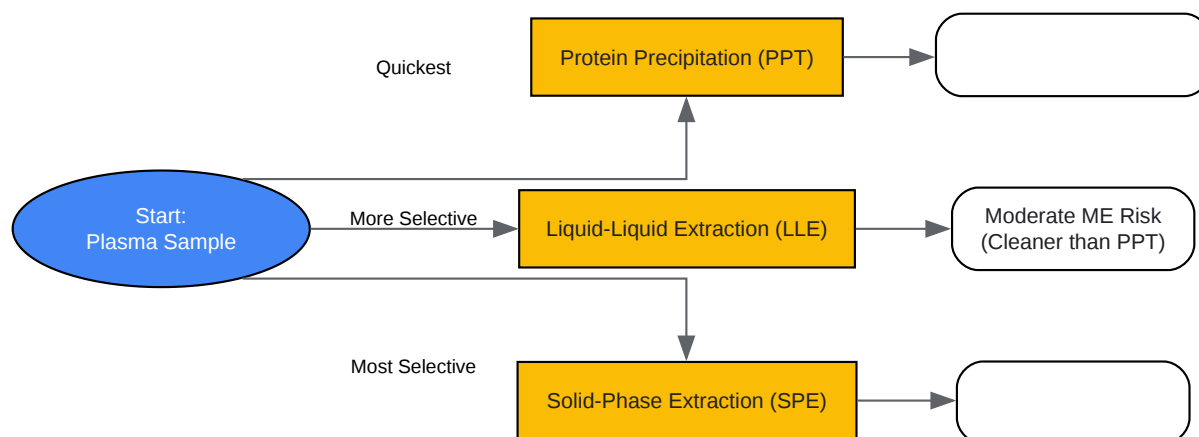 Quickest
Protein Precipitation (PPT)
Start:
Plasma Sample
More Selective
Liquid-Liquid Extraction (LLE)
Moderate ME Risk
(Cleaner than PPT)
Most Selective
Solid-Phase Extraction (SPE)